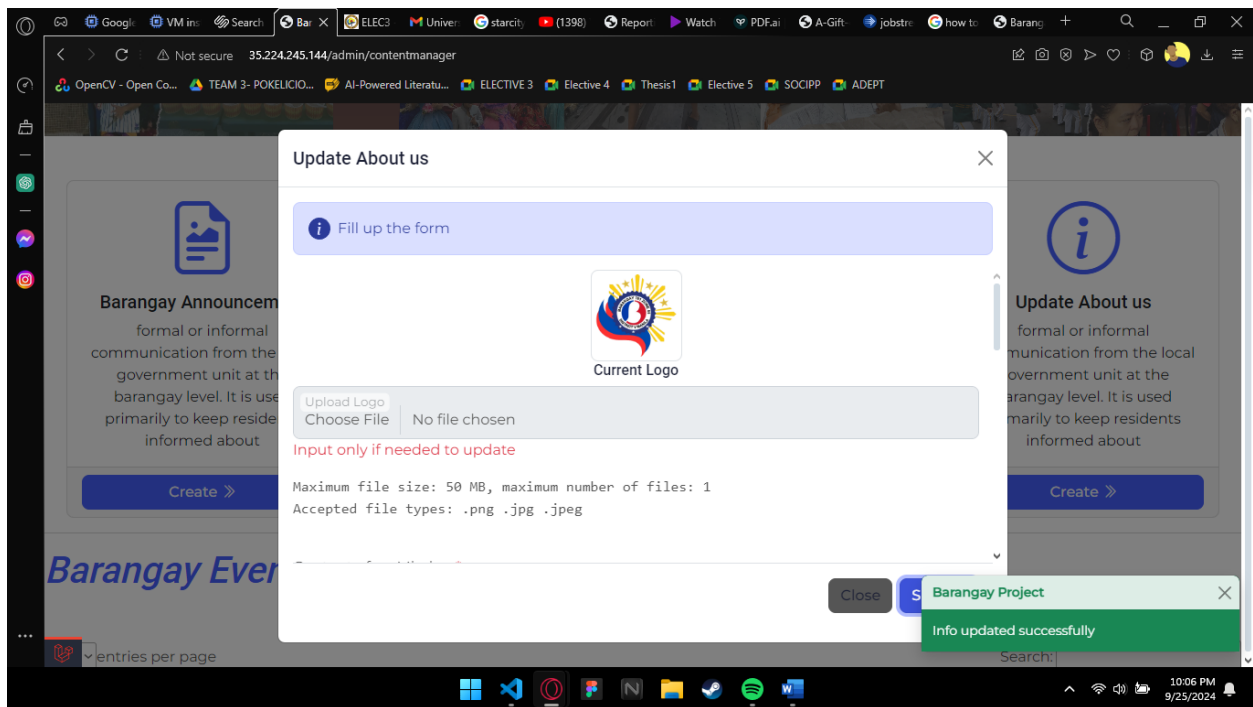 Google
VM ins
Search
Bar
ELEC3
Univer
starcity
(1398)
Report
Watch
PDF.ai
A-Gift-
jobstre
how to
Barang
Not secure 35.224.245.144/admin/contentmanager
OpenCV - Open Co...
TEAM 3- POKELICIO...
AI-Powered Literatu...
ELECTIVE 3
Elective 4
Thesis1
Elective 5
SOCIPP
ADEPT
Update About us
Fill up the form
Current Logo
Upload Logo
Choose File No file chosen
Input only if needed to update
Maximum file size: 50 MB, maximum number of files: 1
Accepted file types: .png .jpg .jpeg
Close
Barangay Announcem
formal or informal
communication from the
government unit at th
barangay level. It is use
primarily to keep reside
informed about
Create
Update About us
formal or informal
munication from the local
overnment unit at the
arangay level. It is used
marily to keep residents
informed about
Create
Barangay Even
Barangay Project
Info updated successfully
entries per page
Search:
10:06 PM
9/25/2024